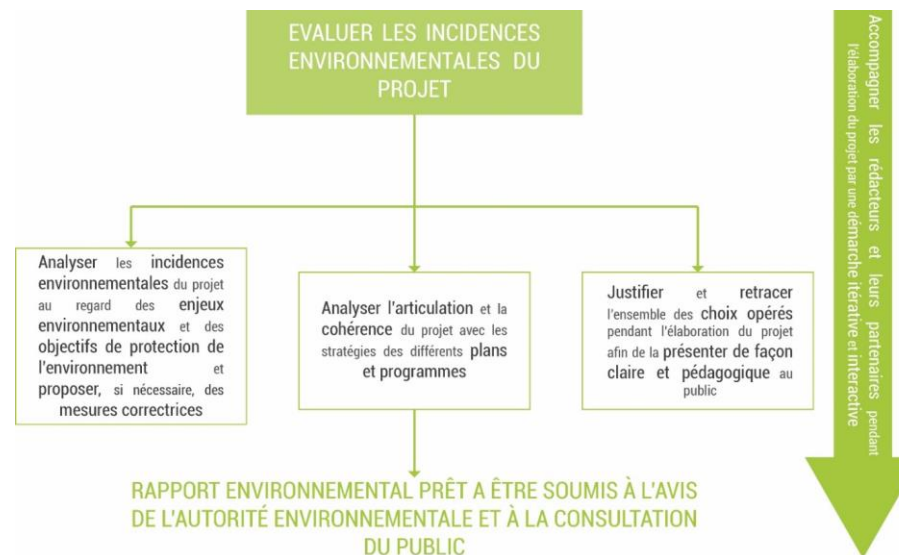 EVALUER LES INCIDENCES
ENVIRONNEMENTALES DU
PROJET
Analyser les incidences
environnementales du projet
au regard des enjeux
environnementaux et des
objectifs de protection de
l'environnement et
proposer, si nécessaire, des
mesures correctrices
Analyser l'articulation et la
cohérence du projet avec les
stratégies des différents plans
et programmes
Justifier et retracer
l'ensemble des choix opérés
pendant l'élaboration du projet
afin de la présenter de façon
claire et pédagogique au
public
RAPPORT ENVIRONNEMENTAL PRÊT A ÊTRE SOUMIS À L'AVIS
DE L'AUTORITÉ ENVIRONNEMENTALE ET À LA CONSULTATION
DU PUBLIC
Accompagner les rédacteurs et leurs partenaires pendant
l'élaboration du projet par une démarche itérative et interactive